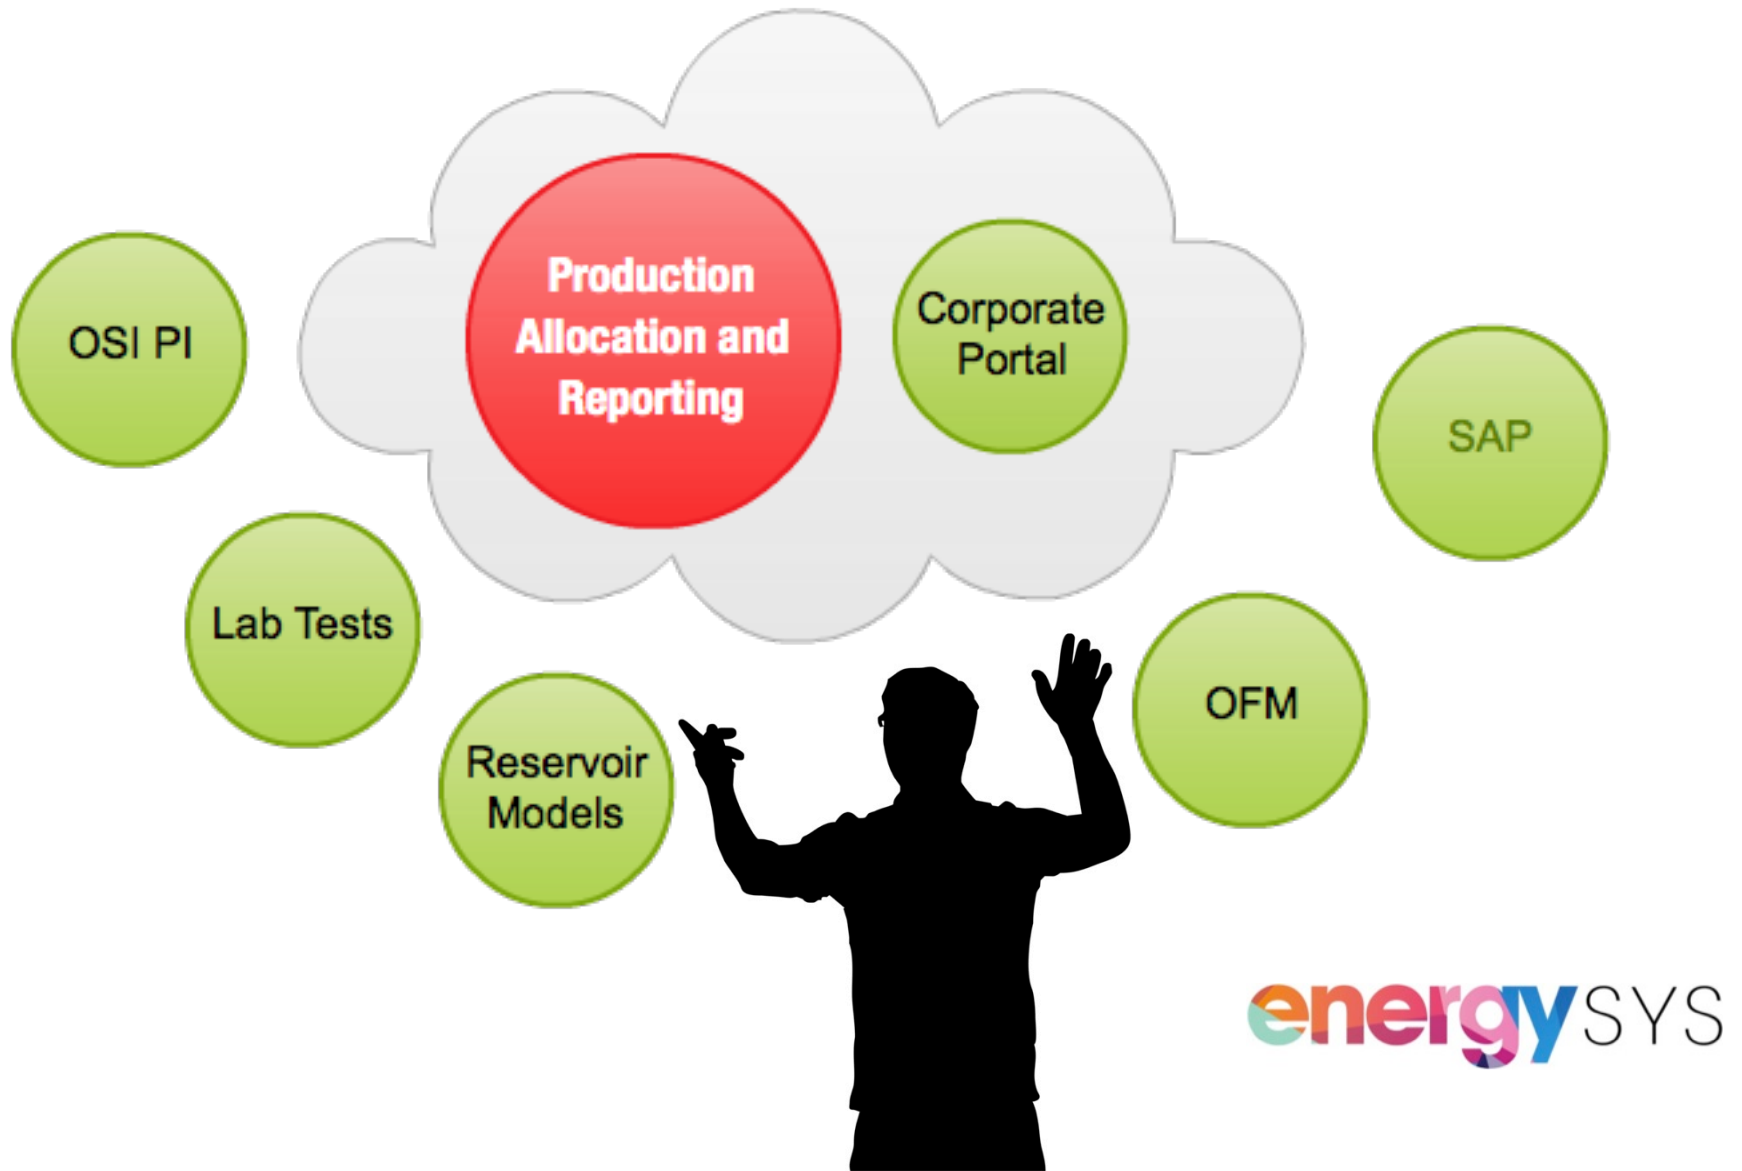 Production
Allocation and
Reporting
Corporate
Portal
OSI PI
SAP
Lab Tests
OFM
Reservoir
Models
energysys